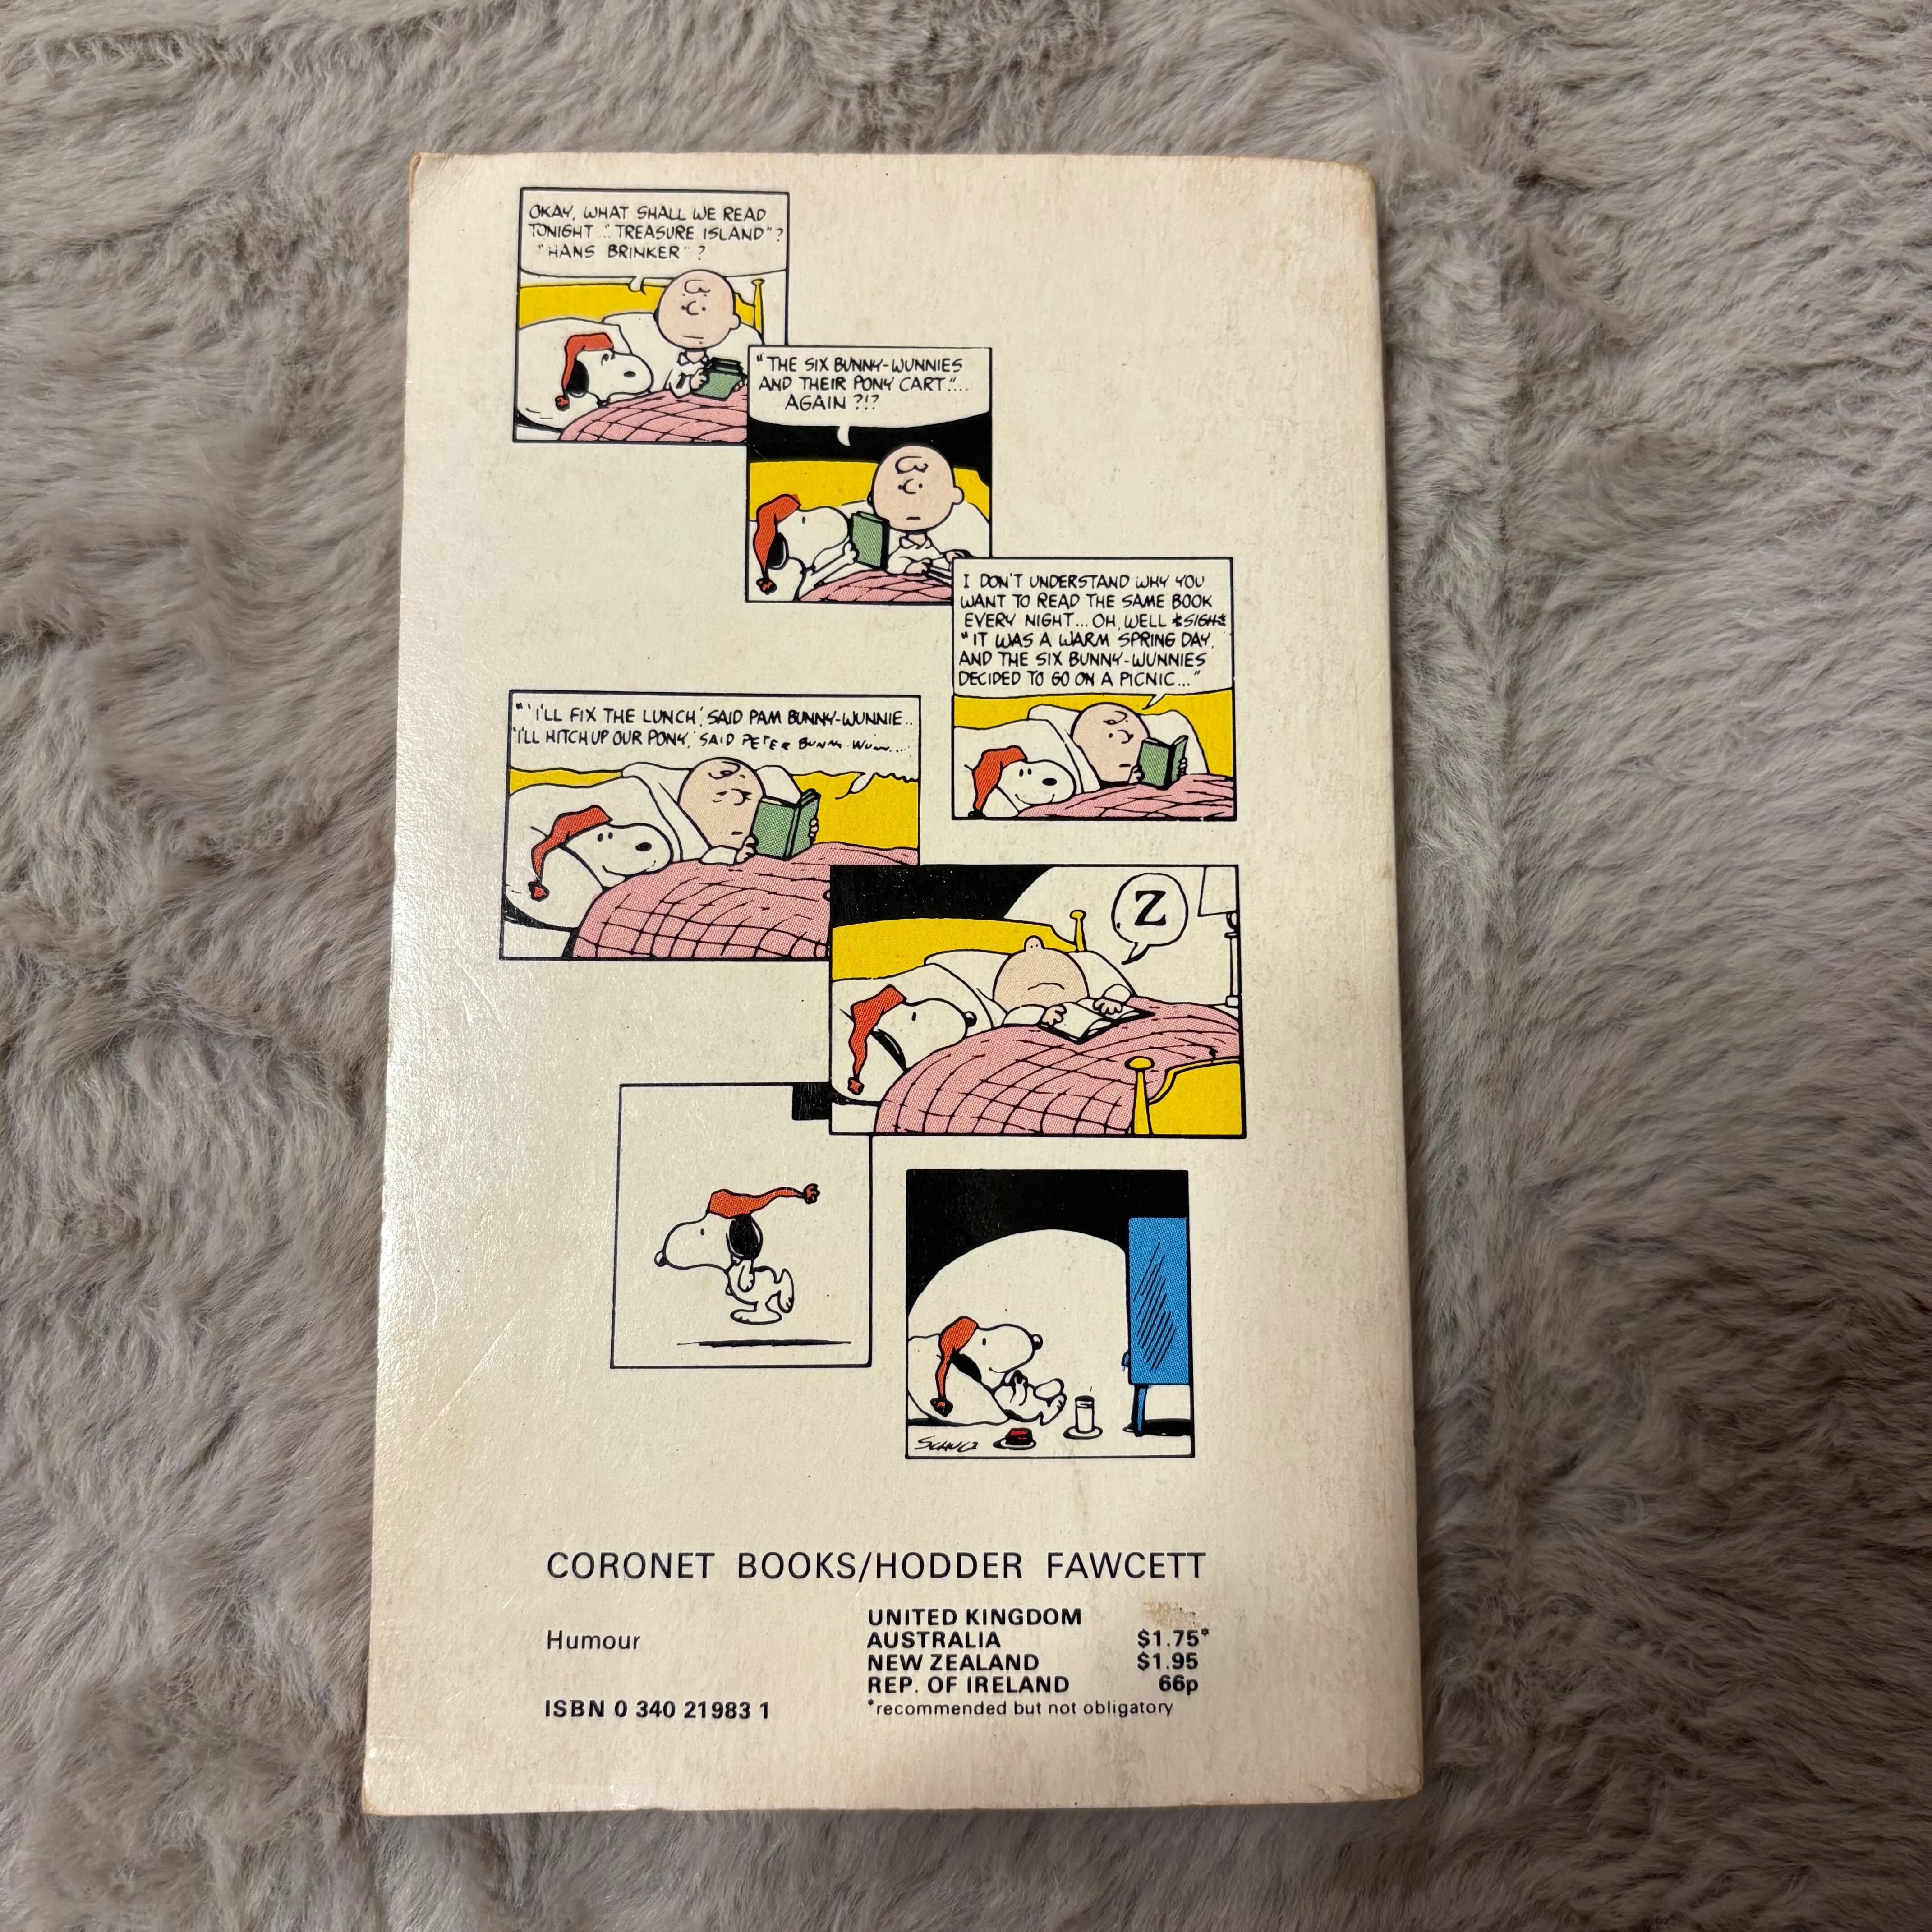 OKAY, WHAT SHALL WE READ
TONIGHT.. "TREASURE ISLAND"?
"HANS BRINKER"?
"THE SIX BUNNY-WUNNIES
AND THEIR PONY CART"...
AGAIN ?!?
I DON'T UNDERSTAND WHY YOU
WANT TO READ THE SAME BOOK
EVERY NIGHT... OH, WELL *SIGH*
"IT WAS A WARM SPRING DAY,
AND THE SIX BUNNY-WUNNIES
DECIDED TO GO ON A PICNIC..."
"'I'LL FIX THE LUNCH,' SAID PAM BUNNY-WUNNIE..
'I'LL HITCH UP OUR PONY,' SAID PETER BUNNY-WUN....
Z
SCHULZ
CORONET BOOKS/HODDER FAWCETT
Humour
UNITED KINGDOM
AUSTRALIA $1.75*
NEW ZEALAND $1.95
REP. OF IRELAND 66p
*recommended but not obligatory
ISBN 0 340 21983 1